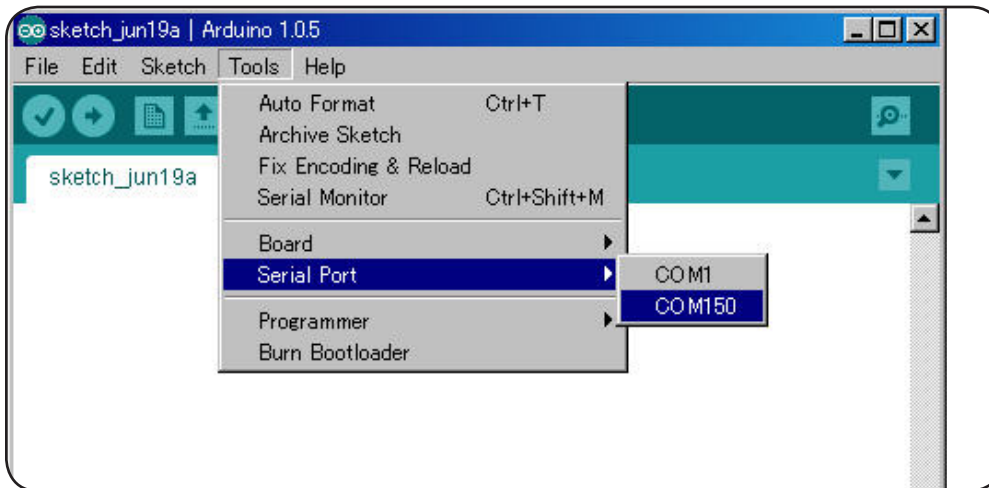 sketch_jun19a | Arduino 1.0.5
File Edit Sketch Tools Help
Auto Format Ctrl+T
Archive Sketch
Fix Encoding & Reload
sketch_jun19a
Serial Monitor Ctrl+Shift+M
Board
Serial Port
COM1
COM150
Programmer
Burn Bootloader